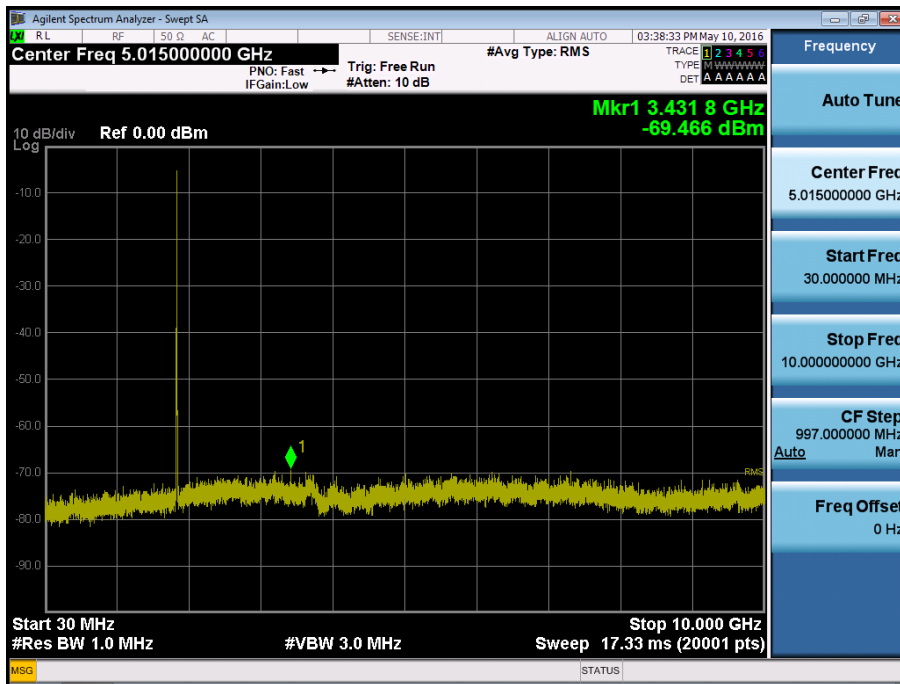 Agilent Spectrum Analyzer - Swept SA
LXI RL RF 50 Ω AC SENSE:INT ALIGN AUTO 03:38:33 PM May 10, 2016
Center Freq 5.015000000 GHz
PNO: Fast
IFGain:Low
Trig: Free Run
#Atten: 10 dB
#Avg Type: RMS
TRACE 1 2 3 4 5 6
TYPE M WWWWW
DET A A A A A A
Mkr1 3.431 8 GHz
-69.466 dBm
10 dB/div Ref 0.00 dBm
Log
-10.0
-20.0
-30.0
-40.0
-50.0
-60.0
-70.0
-80.0
-90.0
1
RMS
Start 30 MHz
Stop 10.000 GHz
#Res BW 1.0 MHz
#VBW 3.0 MHz
Sweep 17.33 ms (20001 pts)
MSG
STATUS
Frequency
Auto Tune
Center Freq
5.015000000 GHz
Start Freq
30.000000 MHz
Stop Freq
10.000000000 GHz
CF Step
997.000000 MHz
Auto Man
Freq Offset
0 Hz